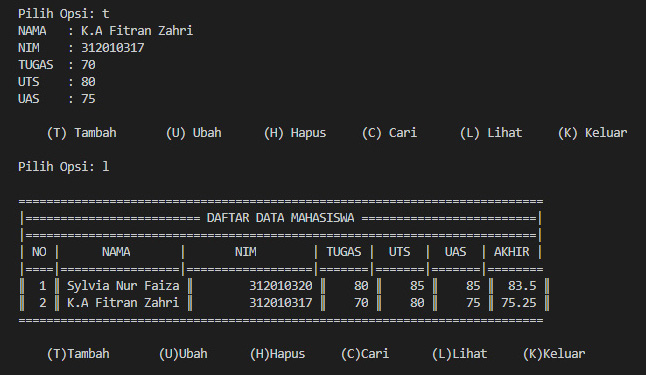 Pilih Opsi: t
NAMA   : K.A Fitran Zahri
NIM    : 312010317
TUGAS  : 70
UTS    : 80
UAS    : 75
(T) Tambah       (U) Ubah      (H) Hapus     (C) Cari      (L) Lihat     (K) Keluar
Pilih Opsi: l
===========================================================================
|========================= DAFTAR DATA MAHASISWA =========================|
|=========================================================================|
| NO |      NAMA       |       NIM        | TUGAS |  UTS  |  UAS  | AKHIR |
|====|=================|==================|=======|=======|=======|========
║  1 ║ Sylvia Nur Faiza ║        312010320 ║    80 ║    85 ║    85 ║  83.5 ║
║  2 ║ K.A Fitran Zahri ║        312010317 ║    70 ║    80 ║    75 ║ 75.25 ║
===========================================================================
(T)Tambah       (U)Ubah      (H)Hapus     (C)Cari      (L)Lihat     (K)Keluar